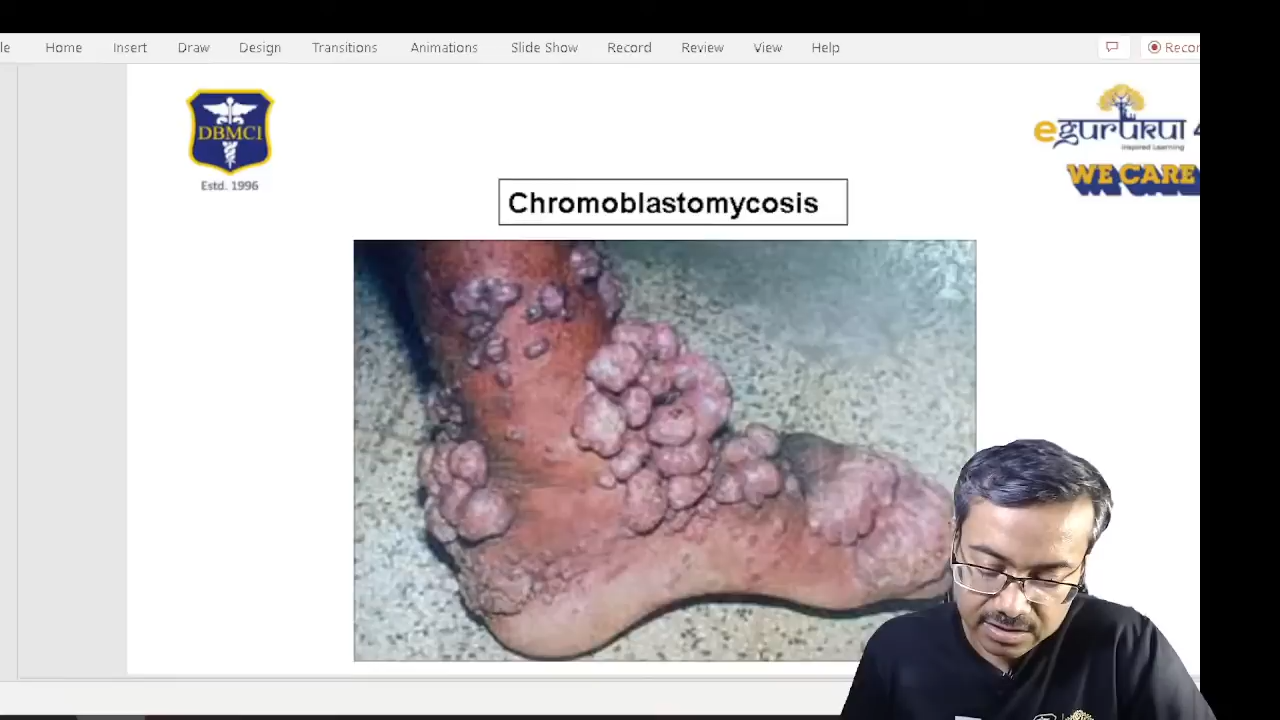 Home Insert Draw Design Transitions Animations Slide Show Record Review View Help
DBMCI
Estd. 1996
egurukul
Inspired Learning
WE CARE
Chromoblastomycosis